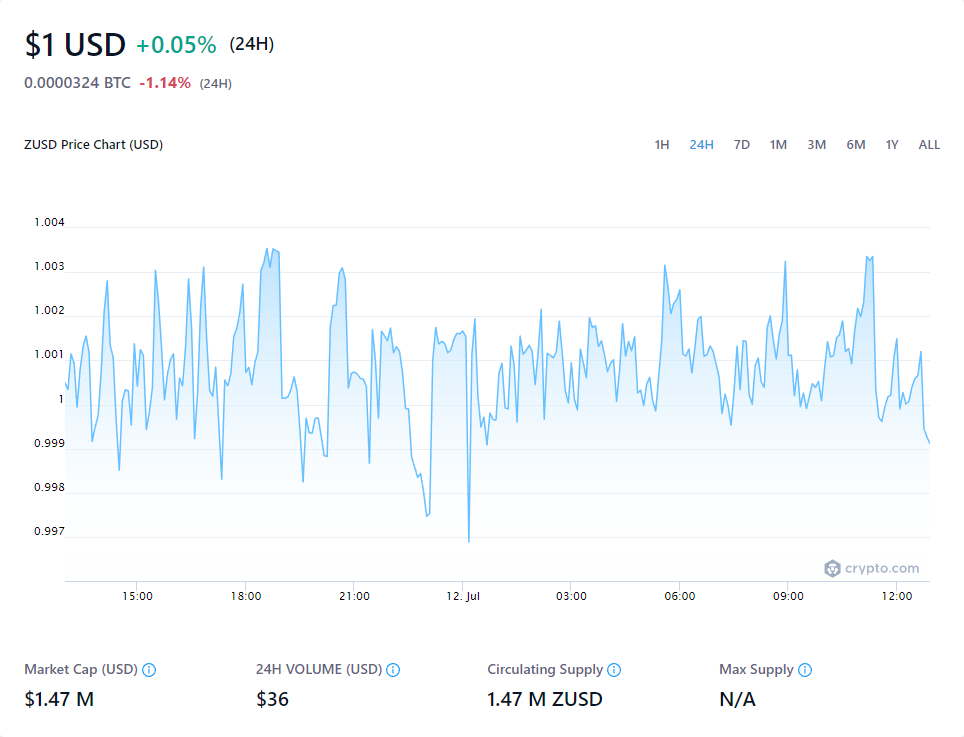 $1 USD +0.05% (24H)
0.0000324 BTC -1.14% (24H)
ZUSD Price Chart (USD) 1H 24H 7D 1M 3M 6M 1Y ALL
1.004
1.003
1.002
1.001
1
0.999
0.998
0.997
crypto.com
15:00 18:00 21:00 12. Jul 03:00 06:00 09:00 12:00
Market Cap (USD) 24H VOLUME (USD) Circulating Supply Max Supply
$1.47 M $36 1.47 M ZUSD N/A